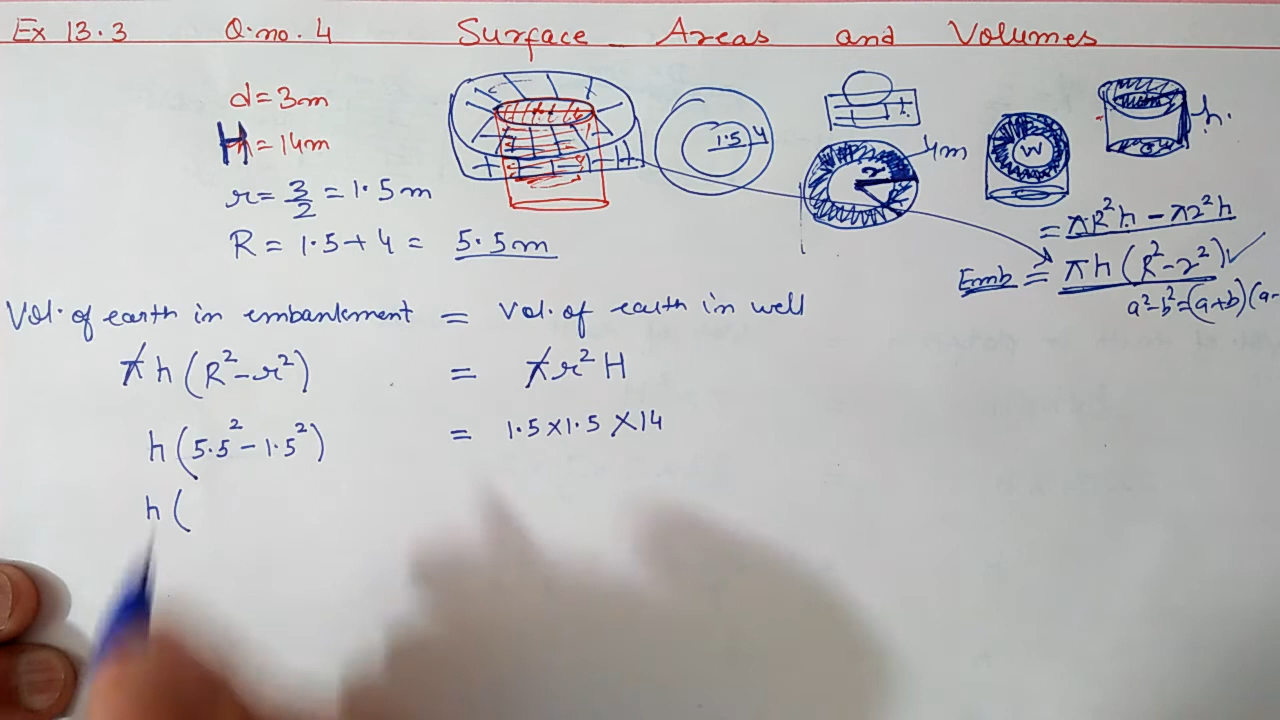 Ex 13.3 Q.no. 4 Surface Areas and Volumes
d = 3m
H = 14m
r = 3/2 = 1.5m
R = 1.5 + 4 = 5.5m
1.5 4
4m
r
W
h.
= πR²h - πr²h
Emb = πh(R²-r²) ✓
a²-b²=(a+b)(a-
Vol. of earth in embankment = Vol. of earth in well
πh(R²-r²) = πr²H
h(5.5²-1.5²) = 1.5×1.5×14
h(